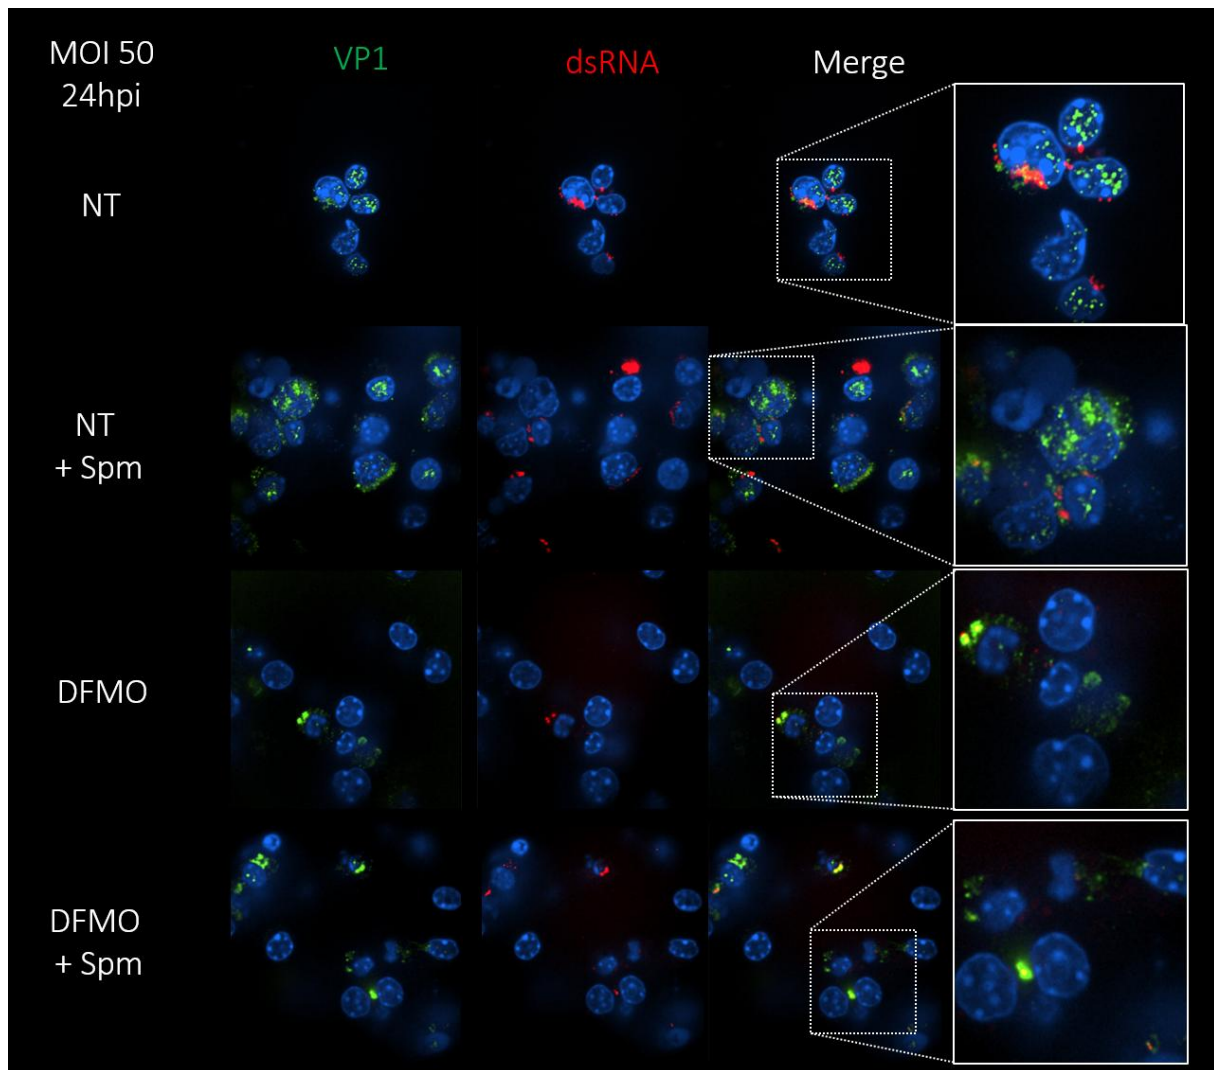 MOI 50
24hpi
VP1
dsRNA
Merge
NT
NT
+ Spm
DFMO
DFMO
+ Spm